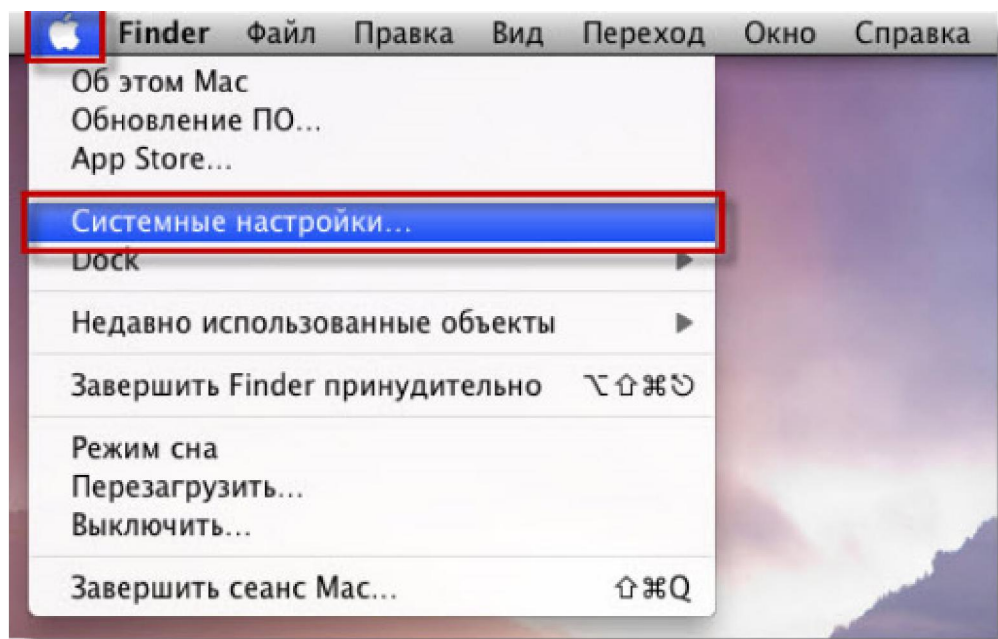 Finder Файл Правка Вид Переход Окно Справка
Об этом Mac
Обновление ПО...
App Store...
Системные настройки...
Dock ▶
Недавно использованные объекты ▶
Завершить Finder принудительно ⌥⇧⌘⎋
Режим сна
Перезагрузить...
Выключить...
Завершить сеанс Mac... ⇧⌘Q